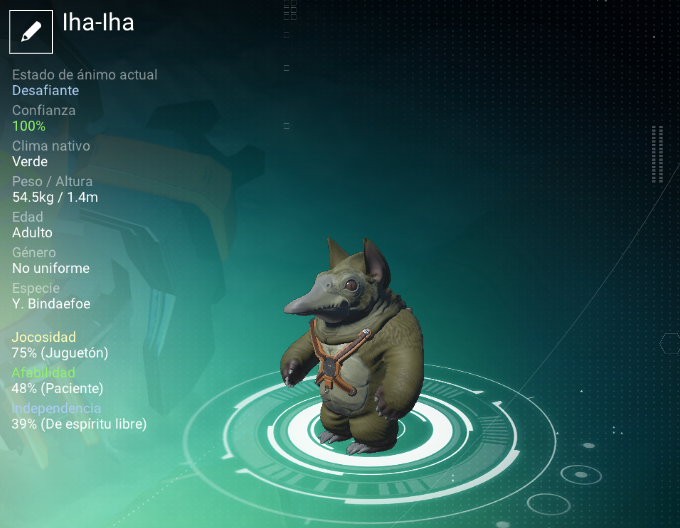 Iha-Iha
Estado de ánimo actual
Desafiante
Confianza
100%
Clima nativo
Verde
Peso / Altura
54.5kg / 1.4m
Edad
Adulto
Género
No uniforme
Especie
Y. Bindaefoe
Jocosidad
75% (Juguetón)
Afabilidad
48% (Paciente)
Independencia
39% (De espíritu libre)